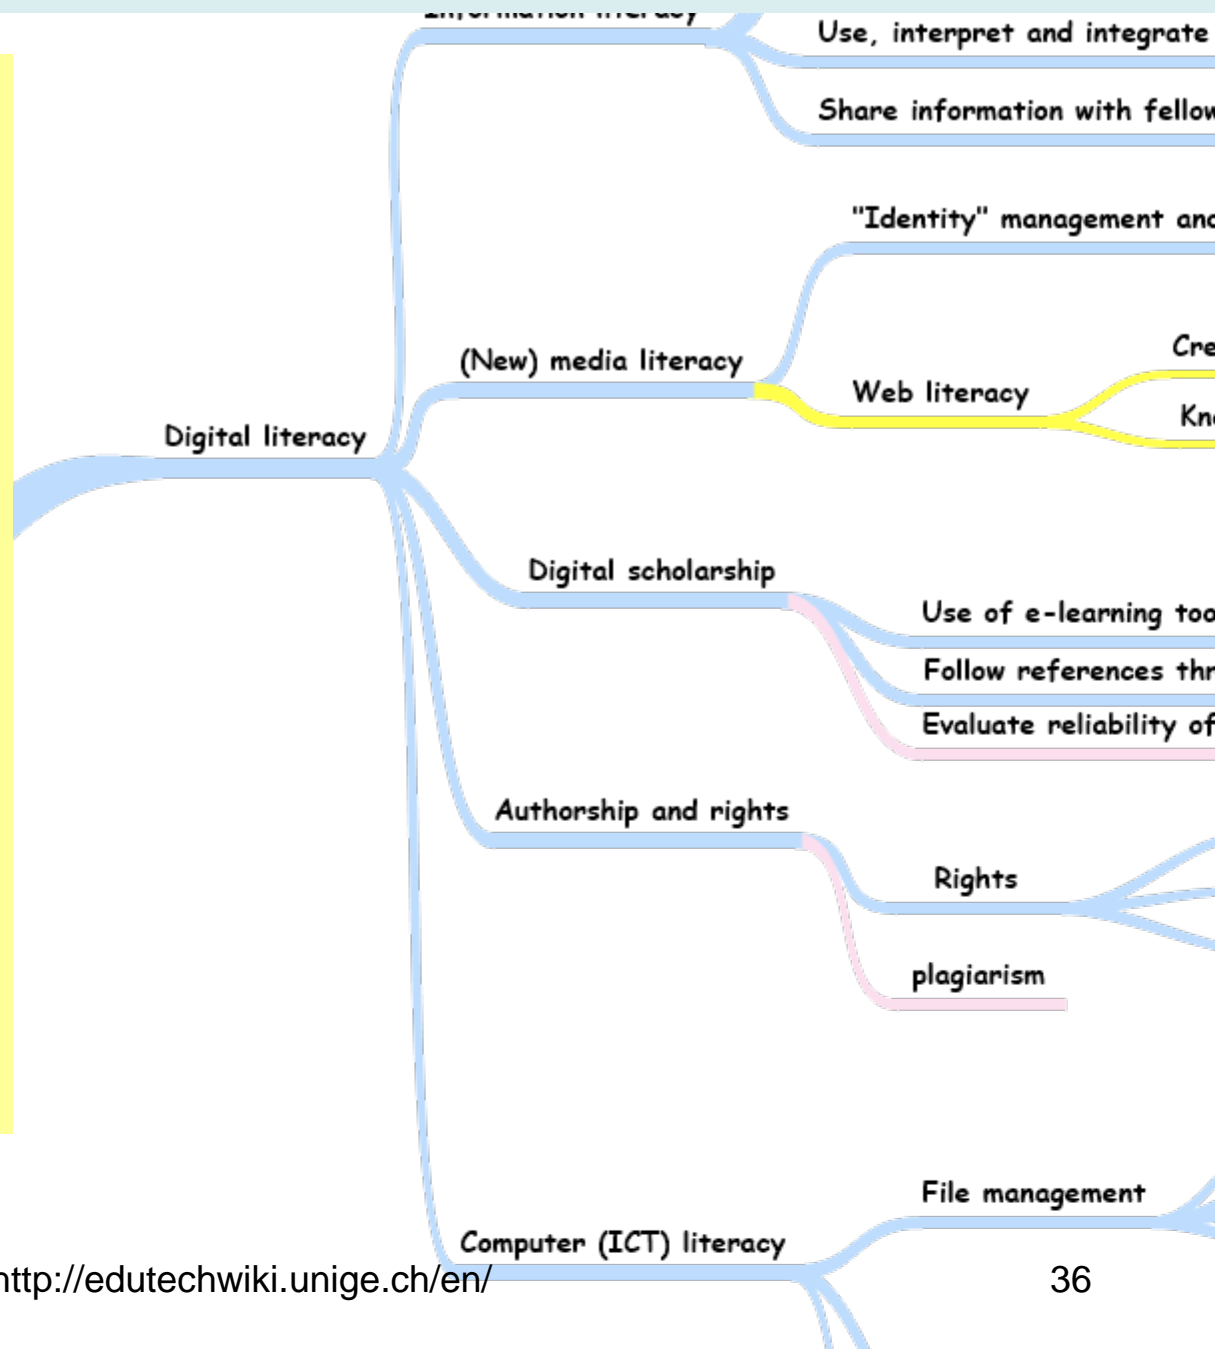 Information literacy
Use, interpret and integrate
Share information with fellow
"Identity" management and
(New) media literacy
Web literacy
Digital literacy
Digital scholarship
Use of e-learning
Follow references
Evaluate reliability of
Authorship and rights
Rights
plagiarism
File management
Computer (ICT) literacy
http://edutechwiki.unige.ch/en/
36